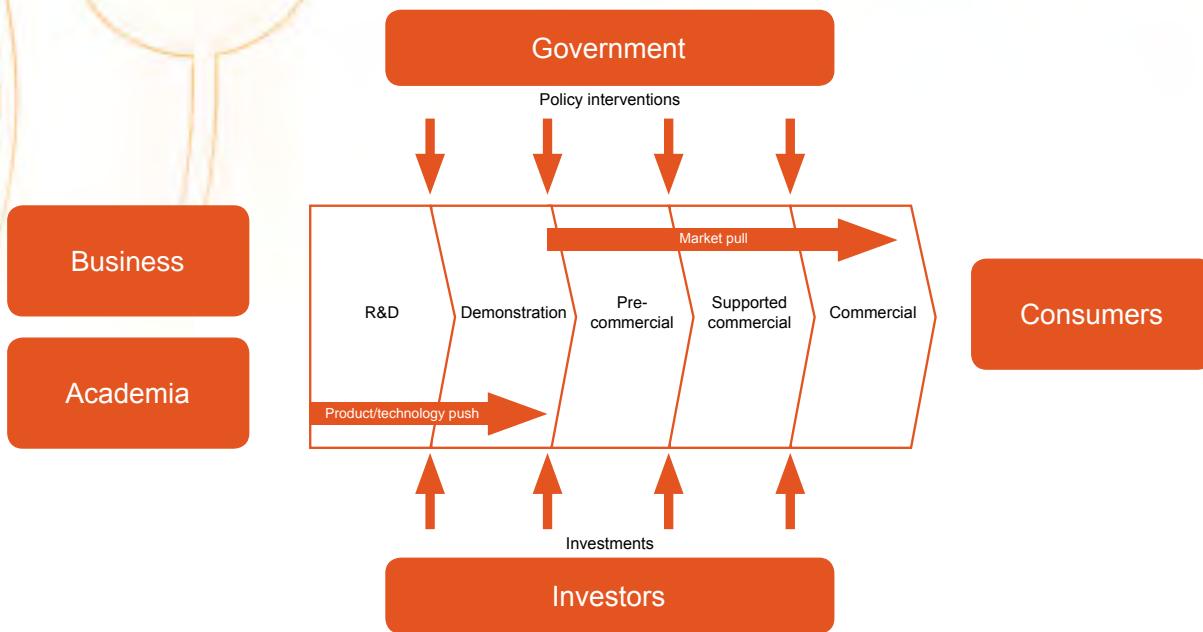 Government
Policy interventions
Business
Academia
Market pull
R&D
Demonstration
Pre-
commercial
Supported
commercial
Commercial
Product/technology push
Consumers
Investments
Investors